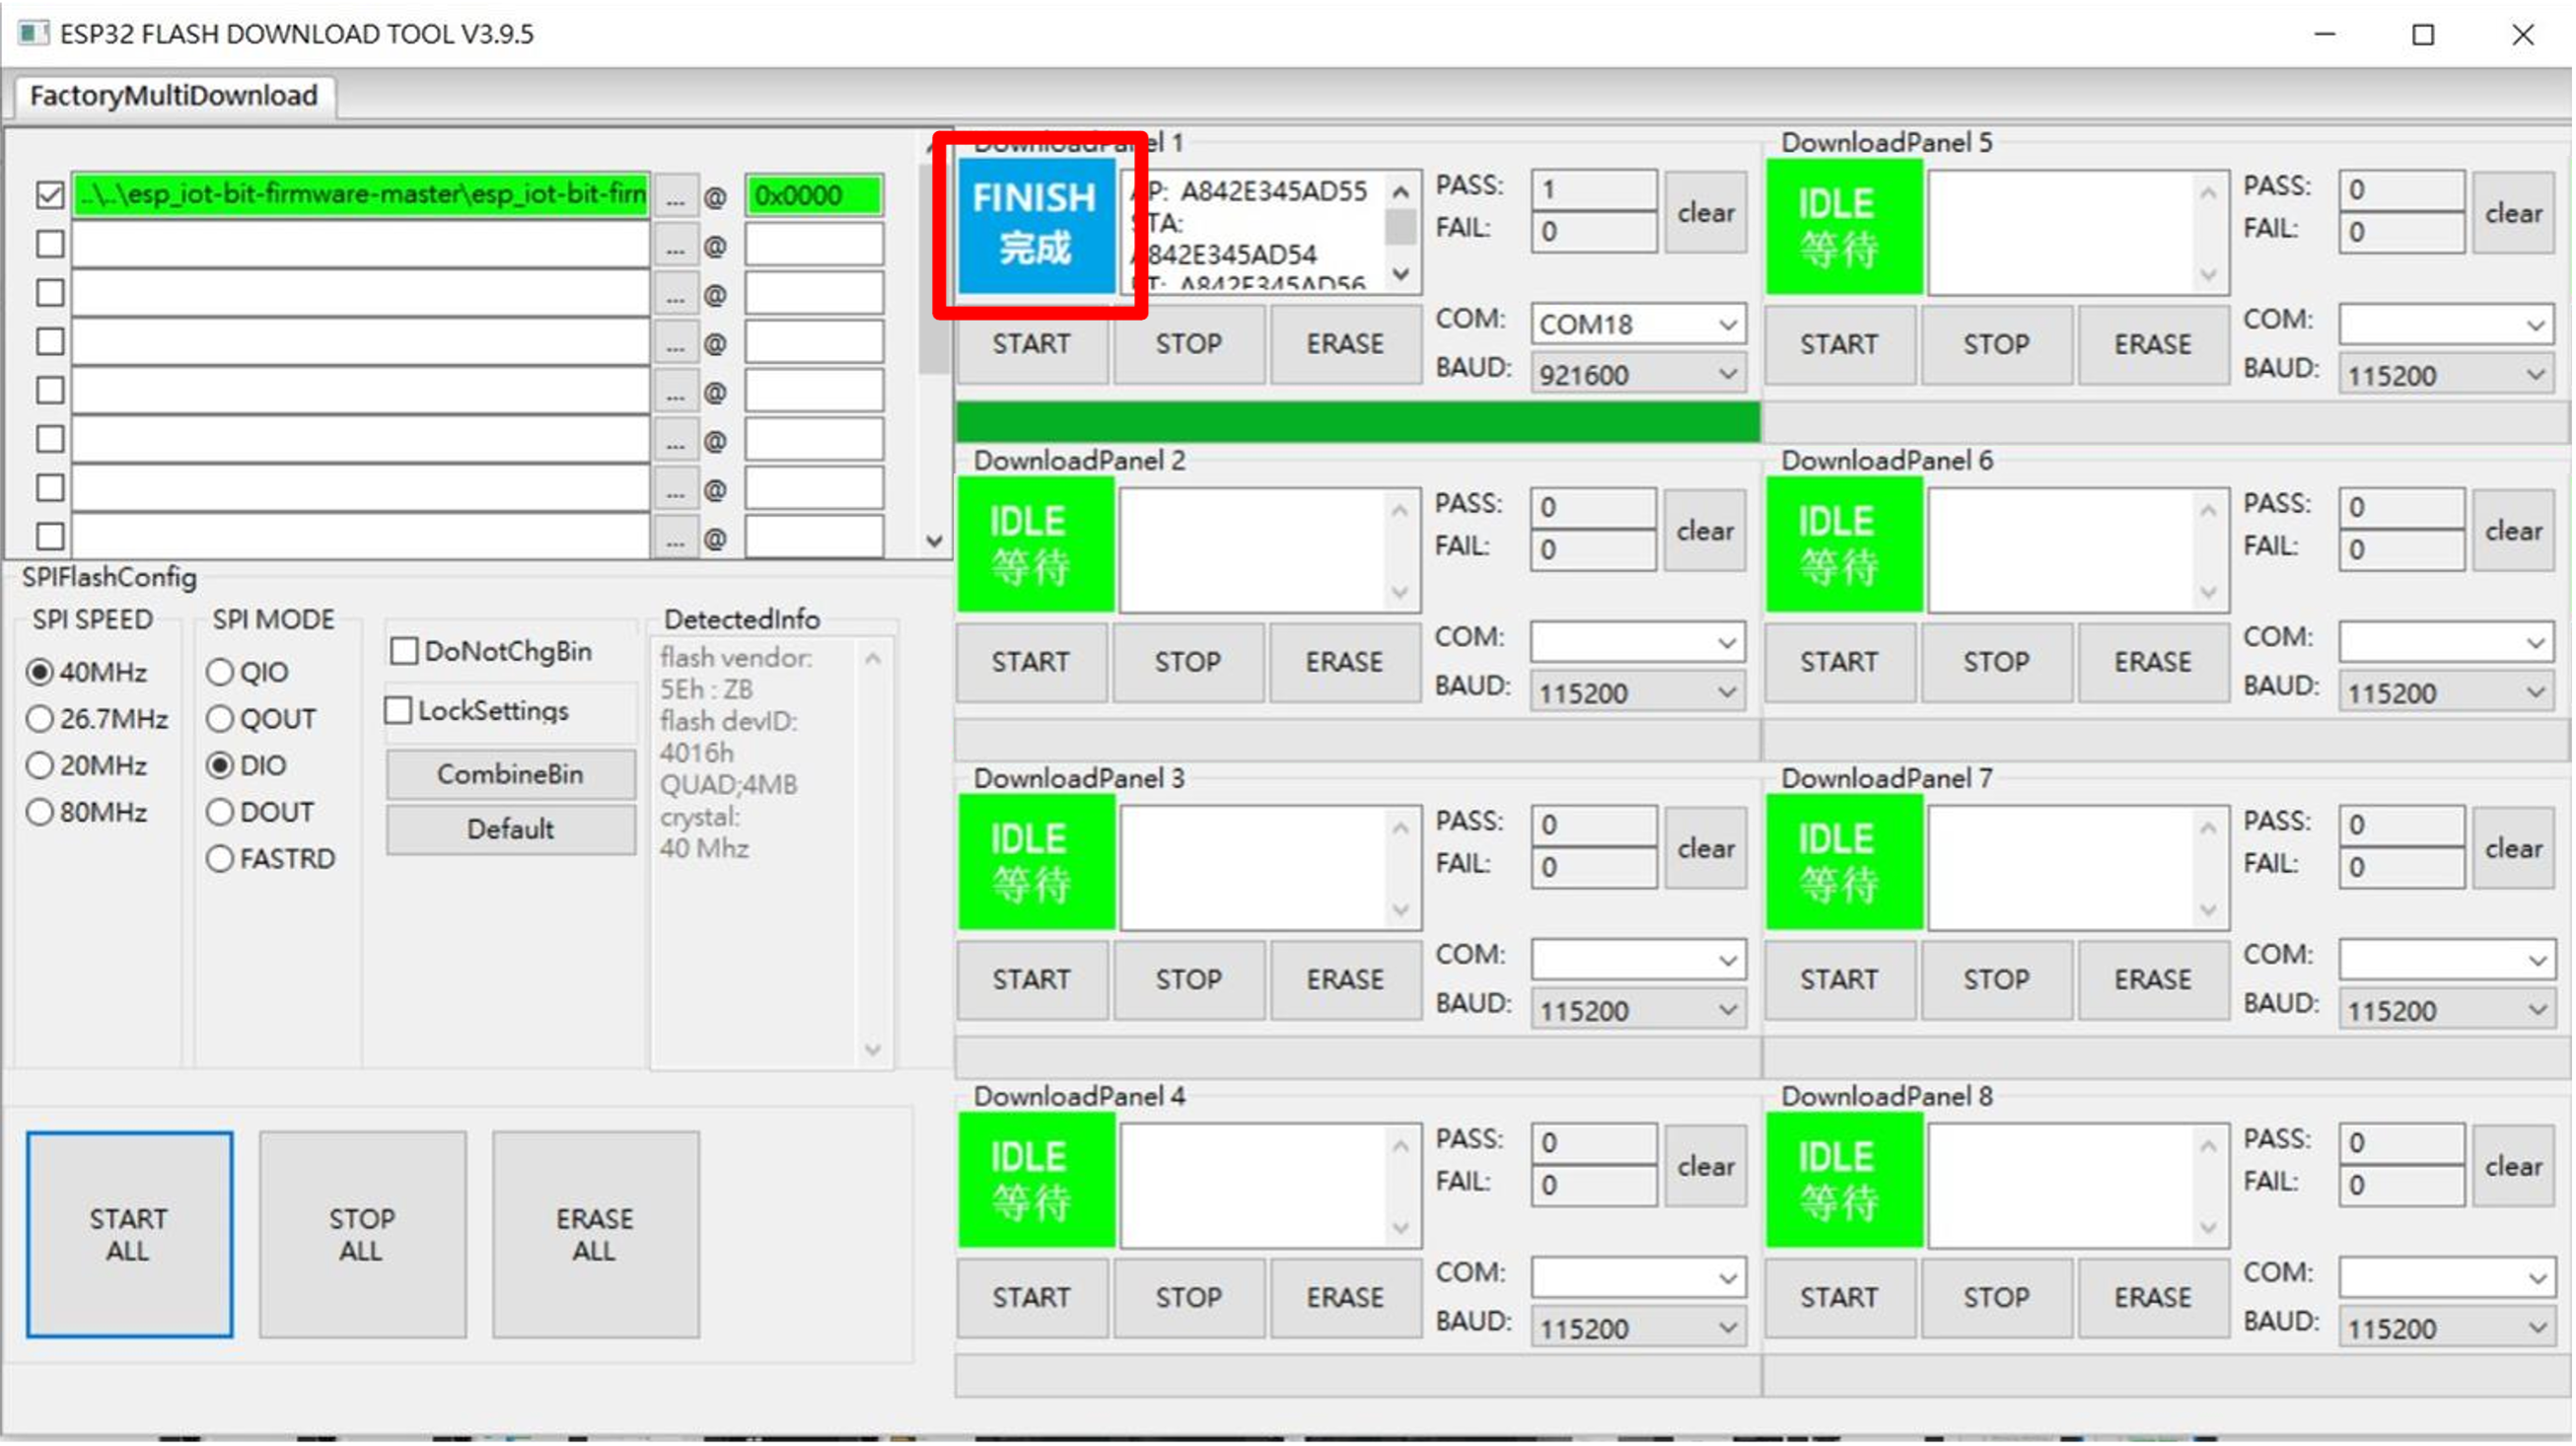 ESP32 FLASH DOWNLOAD TOOL V3.9.5
FactoryMultiDownload
..\..\esp_iot-bit-firmware-master\esp_iot-bit-firn ... @ 0x0000
... @
... @
... @
... @
... @
... @
... @
SPIFlashConfig
SPI SPEED
40MHz
26.7MHz
20MHz
80MHz
SPI MODE
QIO
QOUT
DIO
DOUT
FASTRD
DoNotChgBin
LockSettings
CombineBin
Default
DetectedInfo
flash vendor:
5Eh : ZB
flash devID:
4016h
QUAD;4MB
crystal:
40 Mhz
START
ALL
STOP
ALL
ERASE
ALL
DownloadPanel 1
FINISH
完成
AP: A842E345AD55
STA:
A842E345AD54
BT: A842E345AD56
PASS: 1
FAIL: 0
clear
START STOP ERASE
COM: COM18
BAUD: 921600
DownloadPanel 2
IDLE
等待
PASS: 0
FAIL: 0
clear
START STOP ERASE
COM:
BAUD: 115200
DownloadPanel 3
IDLE
等待
PASS: 0
FAIL: 0
clear
START STOP ERASE
COM:
BAUD: 115200
DownloadPanel 4
IDLE
等待
PASS: 0
FAIL: 0
clear
START STOP ERASE
COM:
BAUD: 115200
DownloadPanel 5
IDLE
等待
PASS: 0
FAIL: 0
clear
START STOP ERASE
COM:
BAUD: 115200
DownloadPanel 6
IDLE
等待
PASS: 0
FAIL: 0
clear
START STOP ERASE
COM:
BAUD: 115200
DownloadPanel 7
IDLE
等待
PASS: 0
FAIL: 0
clear
START STOP ERASE
COM:
BAUD: 115200
DownloadPanel 8
IDLE
等待
PASS: 0
FAIL: 0
clear
START STOP ERASE
COM:
BAUD: 115200